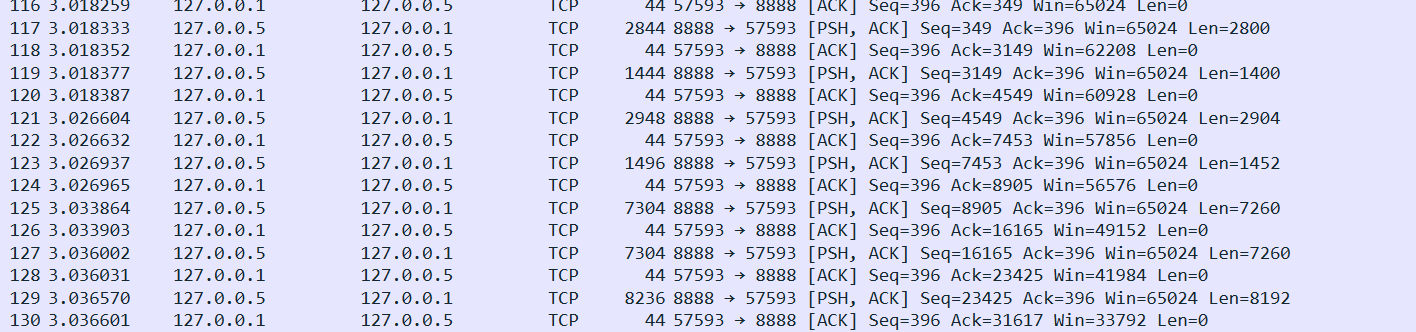 116 3.018259 127.0.0.1 127.0.0.5 TCP 44 57593 → 8888 [ACK] Seq=396 Ack=349 Win=65024 Len=0
117 3.018333 127.0.0.5 127.0.0.1 TCP 2844 8888 → 57593 [PSH, ACK] Seq=349 Ack=396 Win=65024 Len=2800
118 3.018352 127.0.0.1 127.0.0.5 TCP 44 57593 → 8888 [ACK] Seq=396 Ack=3149 Win=62208 Len=0
119 3.018377 127.0.0.5 127.0.0.1 TCP 1444 8888 → 57593 [PSH, ACK] Seq=3149 Ack=396 Win=65024 Len=1400
120 3.018387 127.0.0.1 127.0.0.5 TCP 44 57593 → 8888 [ACK] Seq=396 Ack=4549 Win=60928 Len=0
121 3.026604 127.0.0.5 127.0.0.1 TCP 2948 8888 → 57593 [PSH, ACK] Seq=4549 Ack=396 Win=65024 Len=2904
122 3.026632 127.0.0.1 127.0.0.5 TCP 44 57593 → 8888 [ACK] Seq=396 Ack=7453 Win=57856 Len=0
123 3.026937 127.0.0.5 127.0.0.1 TCP 1496 8888 → 57593 [PSH, ACK] Seq=7453 Ack=396 Win=65024 Len=1452
124 3.026965 127.0.0.1 127.0.0.5 TCP 44 57593 → 8888 [ACK] Seq=396 Ack=8905 Win=56576 Len=0
125 3.033864 127.0.0.5 127.0.0.1 TCP 7304 8888 → 57593 [PSH, ACK] Seq=8905 Ack=396 Win=65024 Len=7260
126 3.033903 127.0.0.1 127.0.0.5 TCP 44 57593 → 8888 [ACK] Seq=396 Ack=16165 Win=49152 Len=0
127 3.036002 127.0.0.5 127.0.0.1 TCP 7304 8888 → 57593 [PSH, ACK] Seq=16165 Ack=396 Win=65024 Len=7260
128 3.036031 127.0.0.1 127.0.0.5 TCP 44 57593 → 8888 [ACK] Seq=396 Ack=23425 Win=41984 Len=0
129 3.036570 127.0.0.5 127.0.0.1 TCP 8236 8888 → 57593 [PSH, ACK] Seq=23425 Ack=396 Win=65024 Len=8192
130 3.036601 127.0.0.1 127.0.0.5 TCP 44 57593 → 8888 [ACK] Seq=396 Ack=31617 Win=33792 Len=0